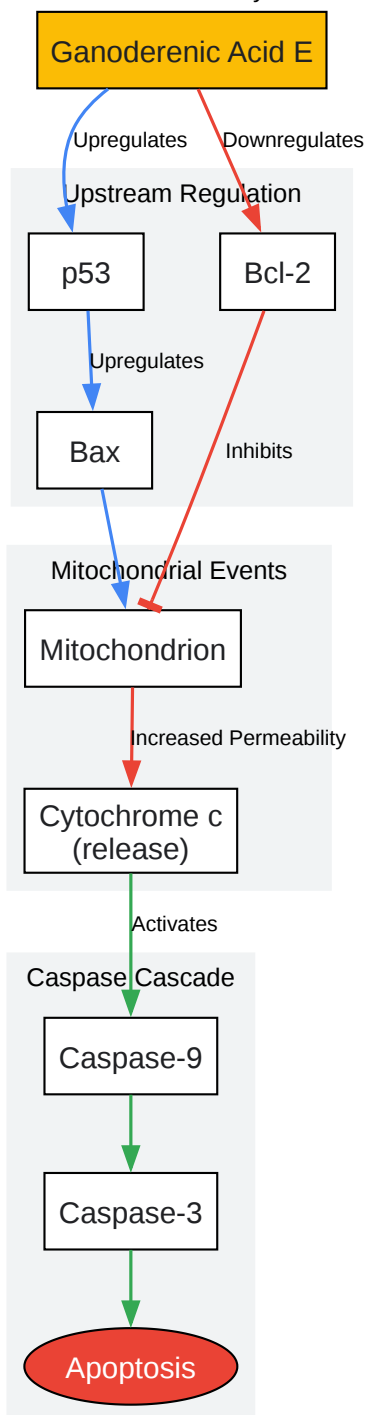 Ganoderenic Acid E
Upregulates
Downregulates
Upstream Regulation
p53
Bcl-2
Upregulates
Bax
Inhibits
Mitochondrial Events
Mitochondrion
Increased Permeability
Cytochrome c
(release)
Activates
Caspase Cascade
Caspase-9
Caspase-3
Apoptosis